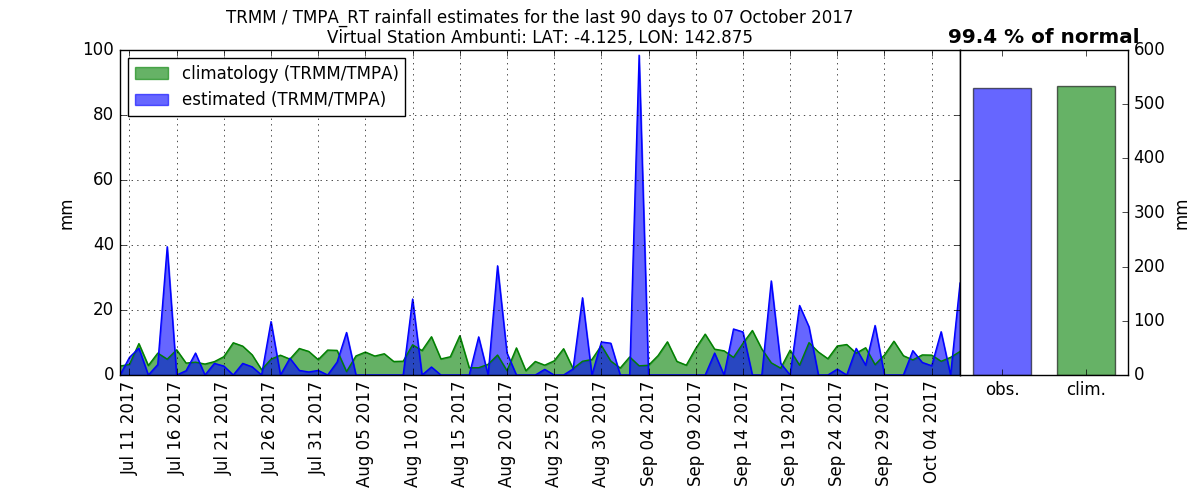 TRMM / TMPA_RT rainfall estimates for the last 90 days to 07 October 2017
Virtual Station Ambunti: LAT: -4.125, LON: 142.875
99.4 % of normal
climatology (TRMM/TMPA)
estimated (TRMM/TMPA)
100
80
60
40
20
0
mm
Jul 11 2017
Jul 16 2017
Jul 21 2017
Jul 26 2017
Jul 31 2017
Aug 05 2017
Aug 10 2017
Aug 15 2017
Aug 20 2017
Aug 25 2017
Aug 30 2017
Sep 04 2017
Sep 09 2017
Sep 14 2017
Sep 19 2017
Sep 24 2017
Sep 29 2017
Oct 04 2017
600
500
400
300
200
100
0
mm
obs.
clim.